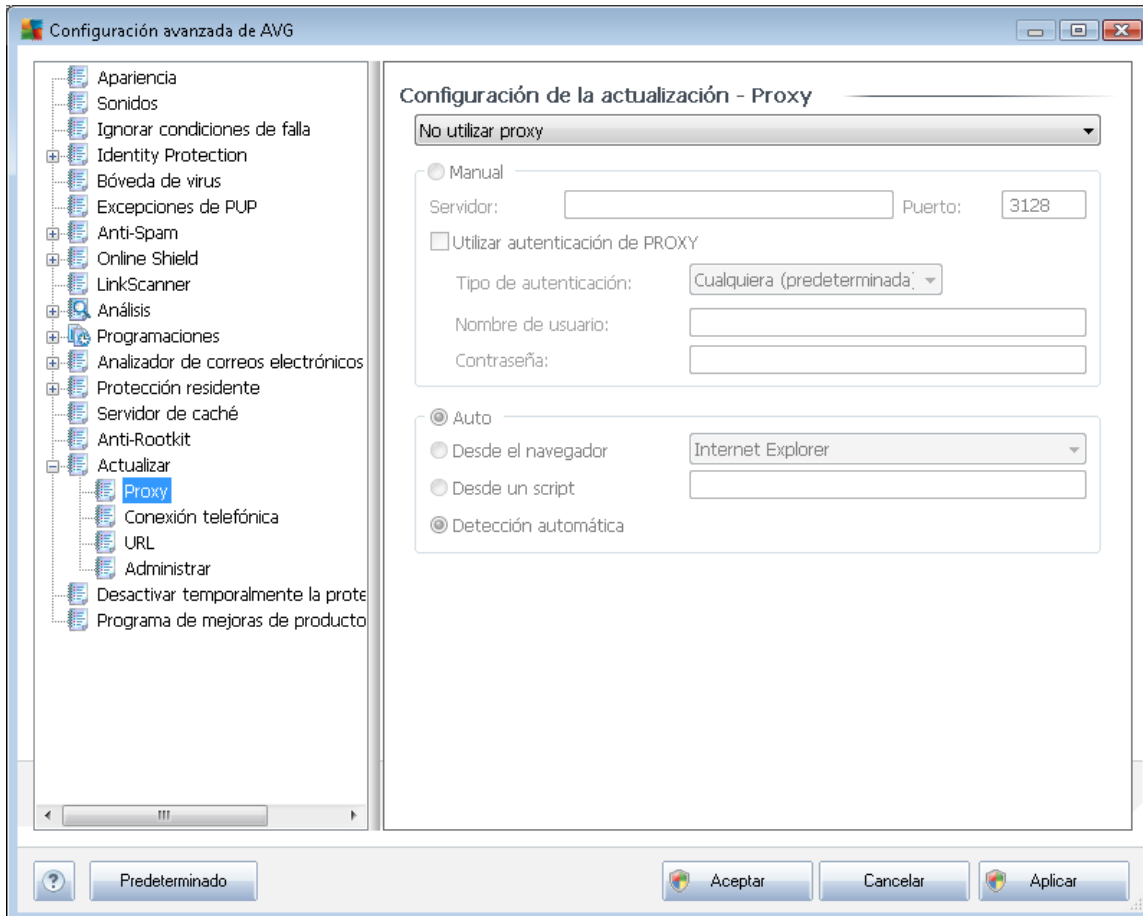 Configuración avanzada de AVG
Apariencia
Sonidos
Ignorar condiciones de falla
Identity Protection
Bóveda de virus
Excepciones de PUP
Anti-Spam
Online Shield
LinkScanner
Análisis
Programaciones
Analizador de correos electrónicos
Protección residente
Servidor de caché
Anti-Rootkit
Actualizar
Proxy
Conexión telefónica
URL
Administrar
Desactivar temporalmente la prote
Programa de mejoras de producto
Configuración de la actualización - Proxy
No utilizar proxy
Manual
Servidor: Puerto: 3128
Utilizar autenticación de PROXY
Tipo de autenticación: Cualquiera (predeterminada)
Nombre de usuario:
Contraseña:
Auto
Desde el navegador Internet Explorer
Desde un script
Detección automática
? Predeterminado Aceptar Cancelar Aplicar